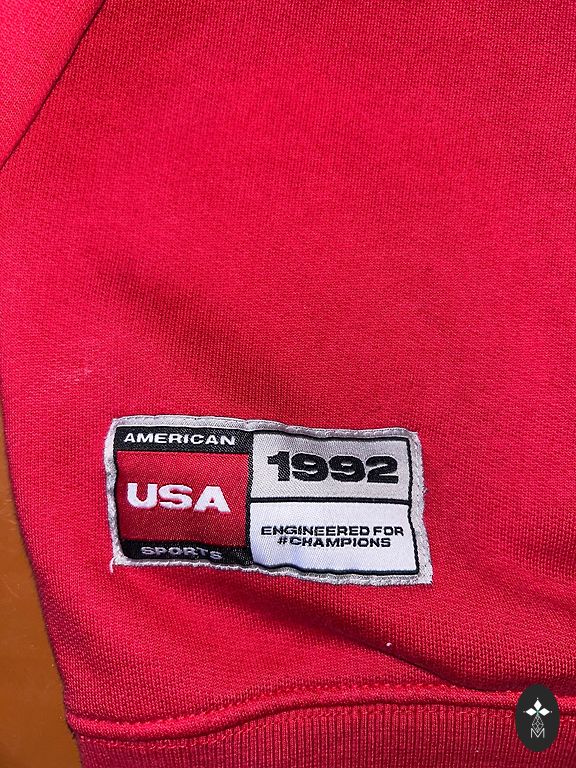 AMERICAN
USA
SPORTS
1992
ENGINEERED FOR
#CHAMPIONS
M